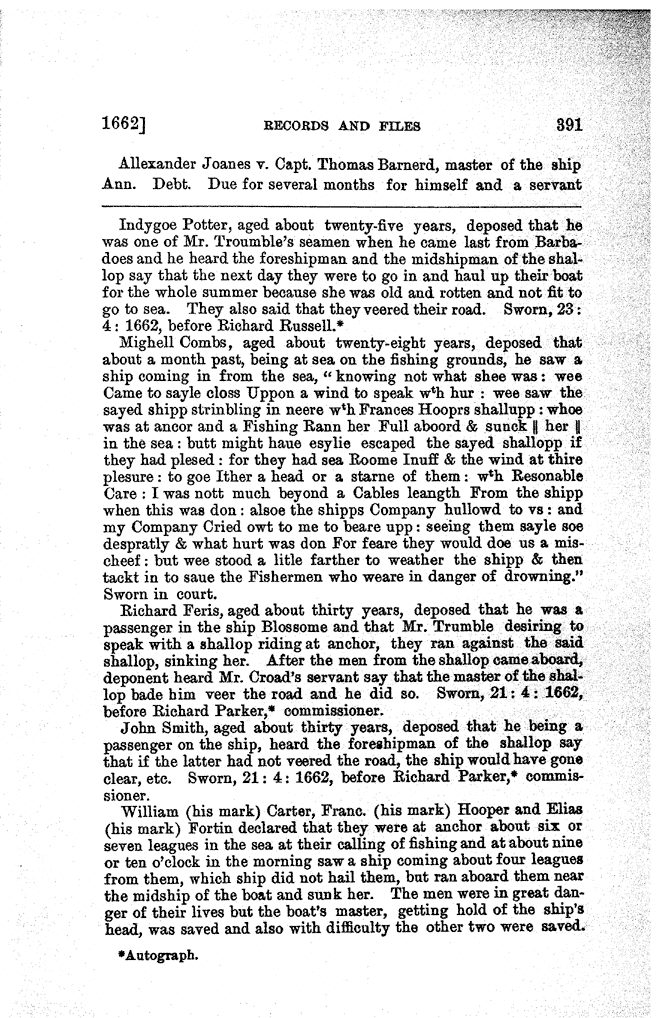 1662] RECORDS AND FILES 391
Allexander Joanes v. Capt. Thomas Barnerd, master of the ship
Ann. Debt. Due for several months for himself and a servant
Indygoe Potter, aged about twenty-five years, deposed that he
was one of Mr. Troumble's seamen when he came last from Barba-
does and he heard the foreshipman and the midshipman of the shal-
lop say that the next day they were to go in and haul up their boat
for the whole summer because she was old and rotten and not fit to
go to sea. They also said that they veered their road. Sworn, 23:
4: 1662, before Richard Russell.*
Mighell Combs, aged about twenty-eight years, deposed that
about a month past, being at sea on the fishing grounds, he saw a
ship coming in from the sea, "knowing not what shee was: wee
Came to sayle closs Uppon a wind to speak wth hur : wee saw the
sayed shipp strinbling in neere wth Frances Hooprs shallupp : whoe
was at ancor and a Fishing Rann her Full aboord & sunck || her ||
in the sea : butt might haue esylie escaped the sayed shallopp if
they had plesed : for they had sea Roome Inuff & the wind at thire
plesure : to goe Ither a head or a starne of them : wth Resonable
Care : I was nott much beyond a Cables leangth From the shipp
when this was don : alsoe the shipps Company hullowd to vs : and
my Company Cried owt to me to beare upp : seeing them sayle soe
despratly & what hurt was don For feare they would doe us a mis-
cheef : but wee stood a litle farther to weather the shipp & then
tackt in to saue the Fishermen who weare in danger of drowning."
Sworn in court.
Richard Feris, aged about thirty years, deposed that he was a
passenger in the ship Blossome and that Mr. Trumble desiring to
speak with a shallop riding at anchor, they ran against the said
shallop, sinking her. After the men from the shallop came aboard,
deponent heard Mr. Croad's servant say that the master of the shal-
lop bade him veer the road and he did so. Sworn, 21: 4: 1662,
before Richard Parker,* commissioner.
John Smith, aged about thirty years, deposed that he being a
passenger on the ship, heard the foreshipman of the shallop say
that if the latter had not veered the road, the ship would have gone
clear, etc. Sworn, 21: 4: 1662, before Richard Parker,* commis-
sioner.
William (his mark) Carter, Franc. (his mark) Hooper and Elias
(his mark) Fortin declared that they were at anchor about six or
seven leagues in the sea at their calling of fishing and at about nine
or ten o'clock in the morning saw a ship coming about four leagues
from them, which ship did not hail them, but ran aboard them near
the midship of the boat and sunk her. The men were in great dan-
ger of their lives but the boat's master, getting hold of the ship's
head, was saved and also with difficulty the other two were saved.
*Autograph.